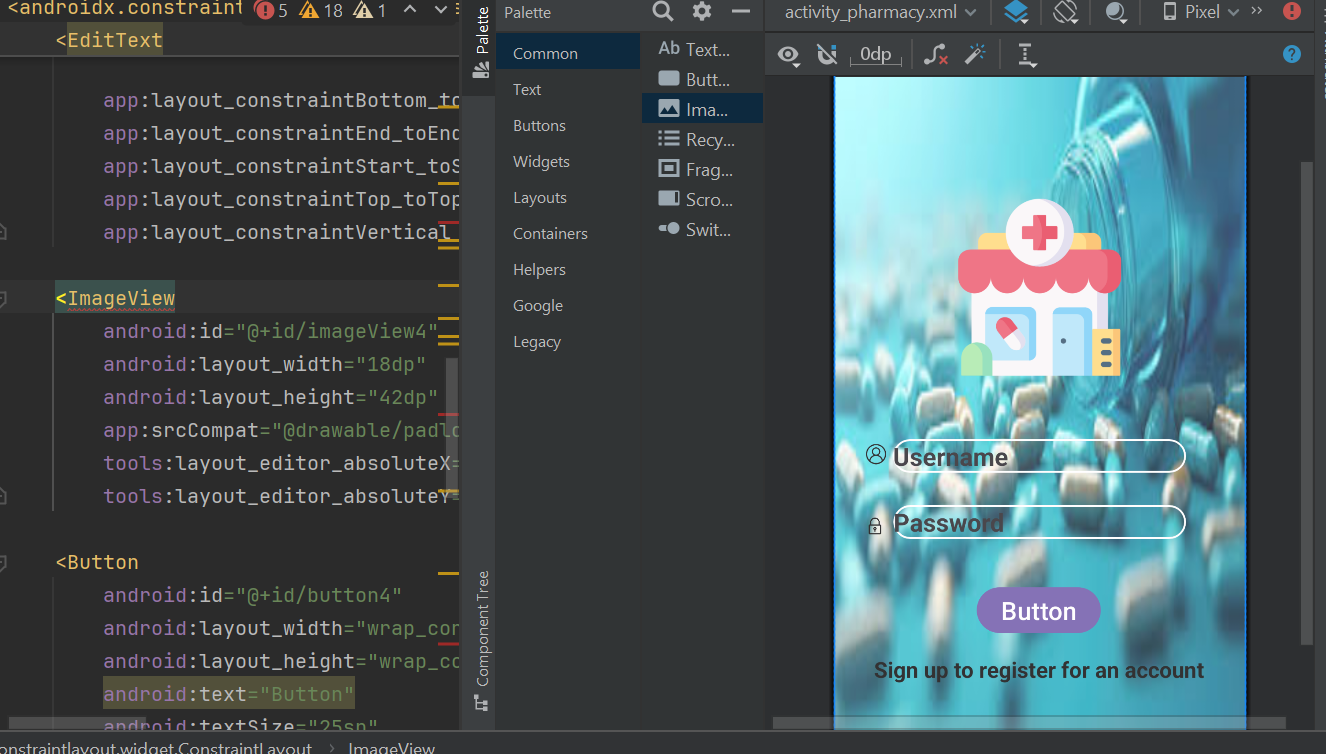 <androidx.constraint
5 18 1
<EditText
app:layout_constraintBottom_to
app:layout_constraintEnd_toEnd
app:layout_constraintStart_toS
app:layout_constraintTop_toTop
app:layout_constraintVertical_
<ImageView
android:id="@+id/imageView4"
android:layout_width="18dp"
android:layout_height="42dp"
app:srcCompat="@drawable/padlo
tools:layout_editor_absoluteX=
tools:layout_editor_absoluteY=
<Button
android:id="@+id/button4"
android:layout_width="wrap_con
android:layout_height="wrap_co
android:text="Button"
android:textSize="25sp"
onstraintlayout.widget.ConstraintLayout > ImageView
Palette
Component Tree
Palette
Common
Text
Buttons
Widgets
Layouts
Containers
Helpers
Google
Legacy
Ab Text...
Butt...
Ima...
Recy...
Frag...
Scro...
Swit...
activity_pharmacy.xml
Pixel
0dp
Username
Password
Button
Sign up to register for an account